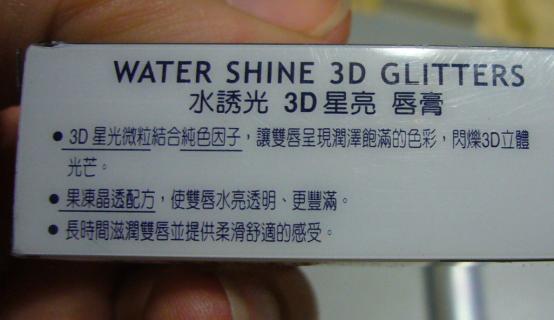 WATER SHINE 3D GLITTERS
水誘光 3D星亮 唇膏
● 3D 星光微粒結合純色因子，讓雙唇呈現潤澤飽滿的色彩，閃爍3D立體
光芒。
● 果凍晶透配方，使雙唇水亮透明、更豐滿。
● 長時間滋潤雙唇並提供柔滑舒適的感受。